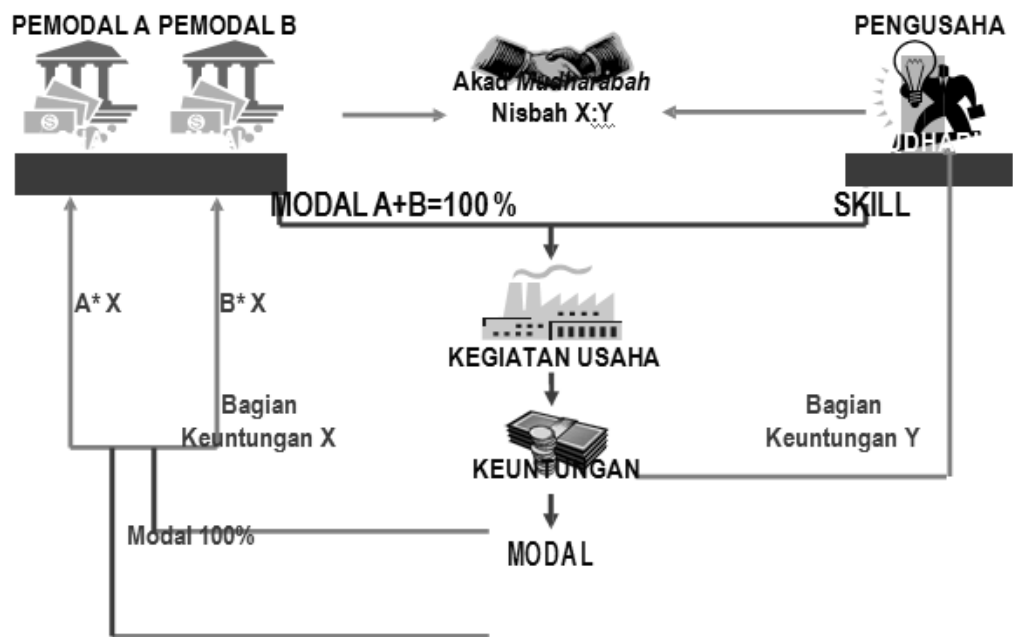 PEMODAL A PEMODAL B
PENGUSAHA
Akad Mudharabah
Nisbah X:Y
MODAL A+B=100 %
SKILL
A* X
B* X
KEGIATAN USAHA
Bagian
Keuntungan X
Bagian
Keuntungan Y
KEUNTUNGAN
Modal 100%
MODAL